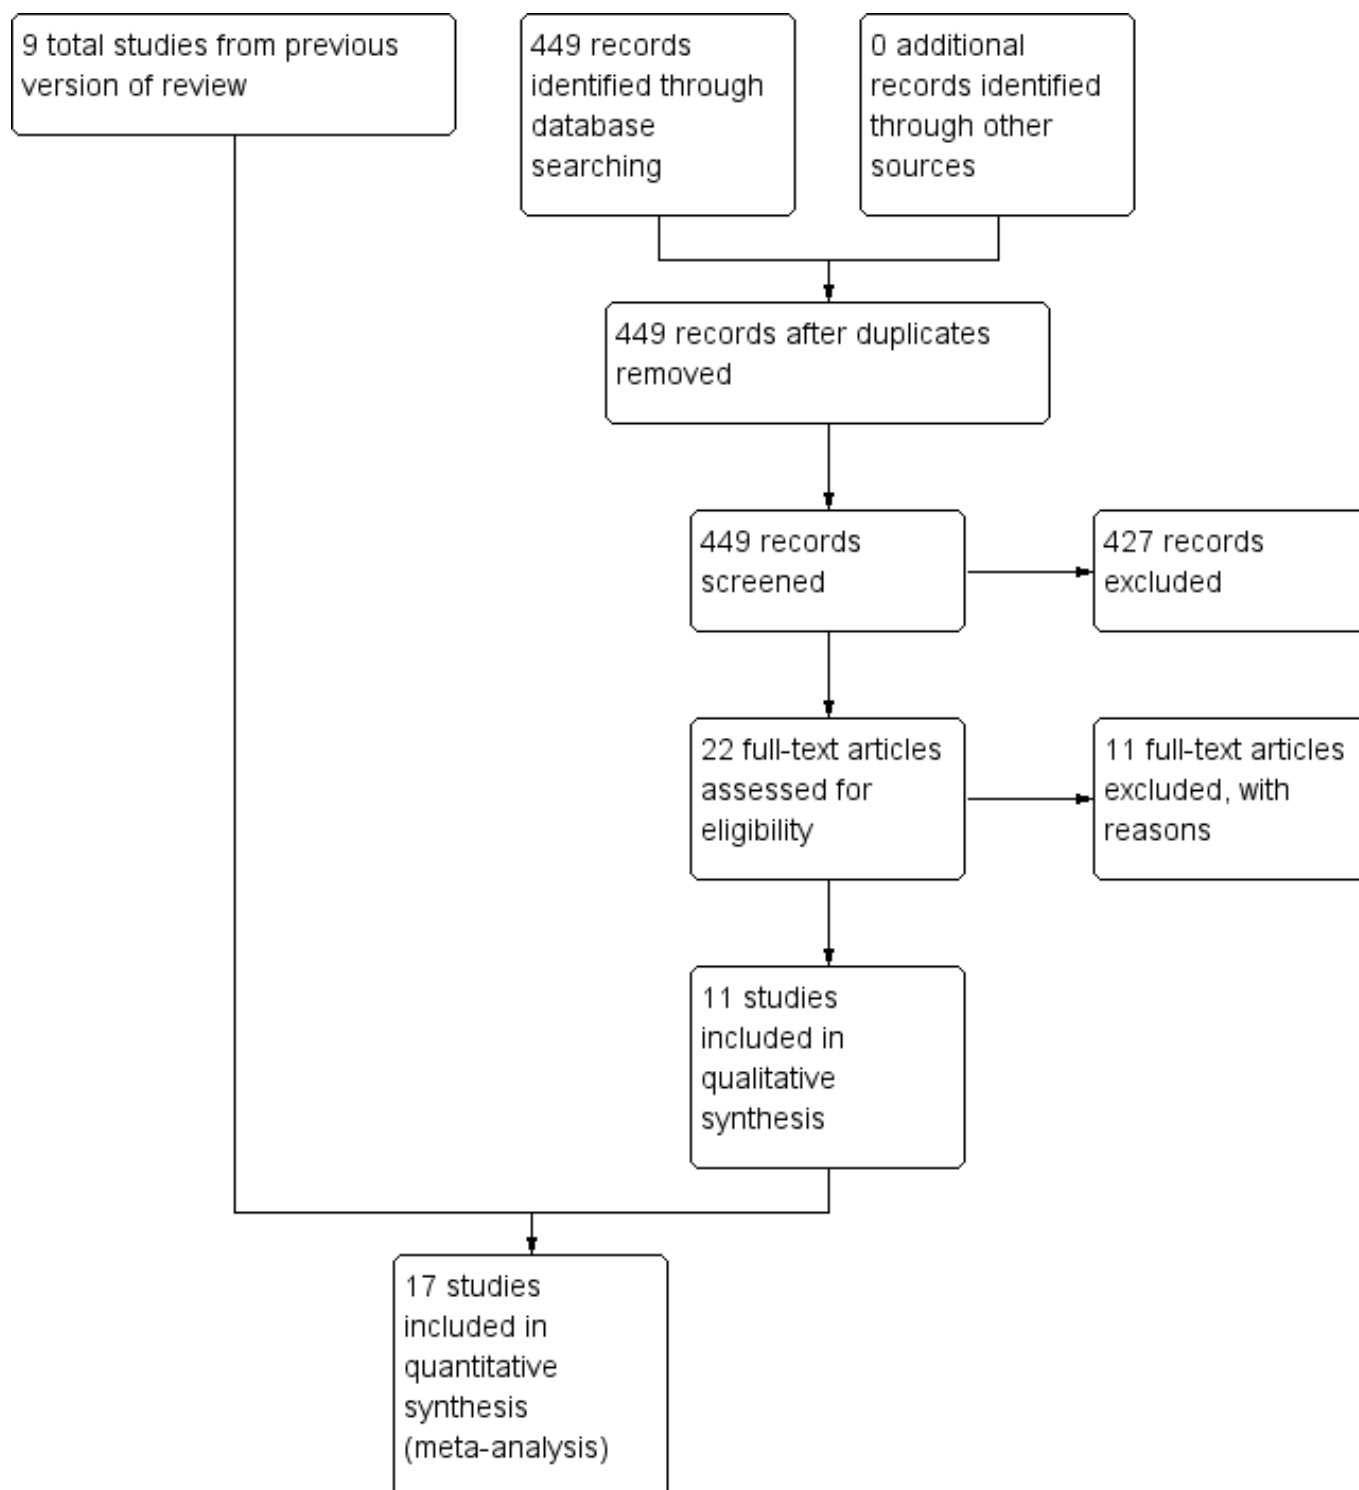 9 total studies from previous
version of review
449 records
identified through
database
searching
0 additional
records identified
through other
sources
449 records after duplicates
removed
449 records
screened
427 records
excluded
22 full-text articles
assessed for
eligibility
11 full-text articles
excluded, with
reasons
11 studies
included in
qualitative
synthesis
17 studies
included in
quantitative
synthesis
(meta-analysis)